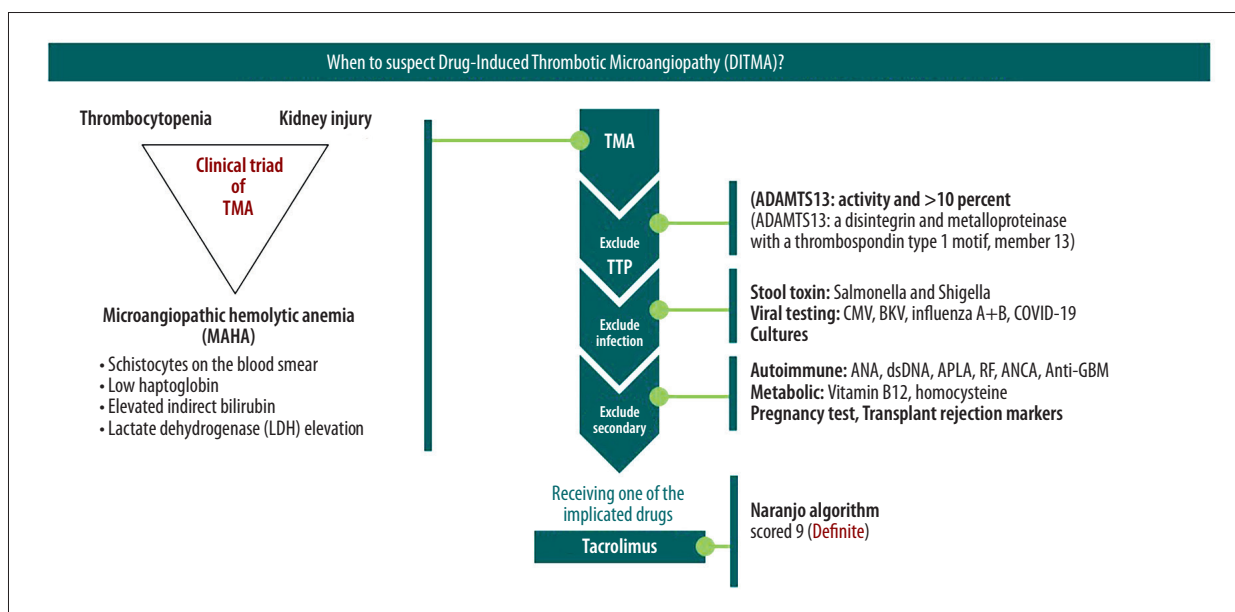 When to suspect Drug-Induced Thrombotic Microangiopathy (DITMA)?
Thrombocytopenia
Kidney injury
Clinical triad
of
TMA
Microangiopathic hemolytic anemia
(MAHA)
• Schistocytes on the blood smear
• Low haptoglobin
• Elevated indirect bilirubin
• Lactate dehydrogenase (LDH) elevation
TMA
Exclude
TTP
(ADAMTS13: activity and >10 percent
(ADAMTS13: a disintegrin and metalloproteinase
with a thrombospondin type 1 motif, member 13)
Exclude
infection
Stool toxin: Salmonella and Shigella
Viral testing: CMV, BKV, influenza A+B, COVID-19
Cultures
Exclude
secondary
Autoimmune: ANA, dsDNA, APLA, RF, ANCA, Anti-GBM
Metabolic: Vitamin B12, homocysteine
Pregnancy test, Transplant rejection markers
Receiving one of the
implicated drugs
Tacrolimus
Naranjo algorithm
scored 9 (Definite)